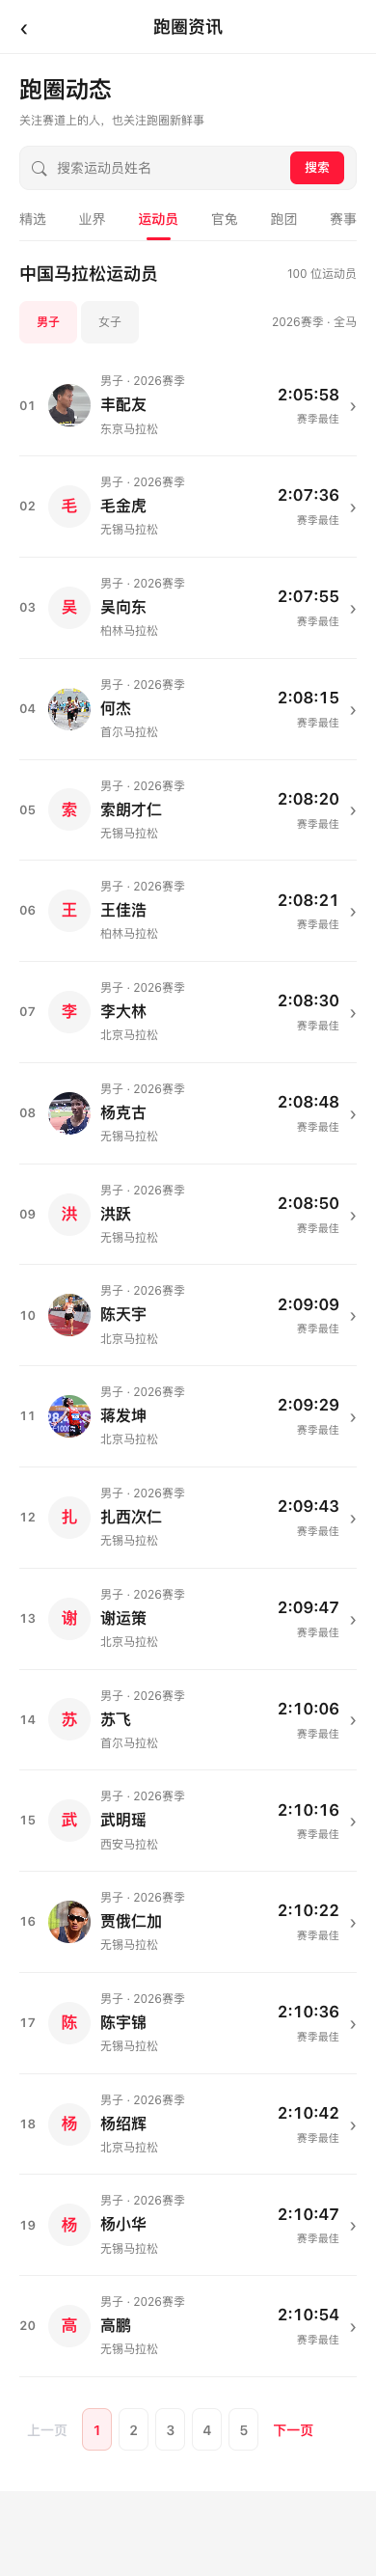 ‹ 跑圈资讯
跑圈动态
关注赛道上的人，也关注跑圈新鲜事
搜索运动员姓名 搜索
精选 业界 运动员 官兔 跑团 赛事
中国马拉松运动员 100 位运动员
男子 女子 2026赛季 · 全马
男子 · 2026赛季
01 丰配友 2:05:58 ›
东京马拉松 赛季最佳
男子 · 2026赛季
02 毛 毛金虎 2:07:36 ›
无锡马拉松 赛季最佳
男子 · 2026赛季
03 吴 吴向东 2:07:55 ›
柏林马拉松 赛季最佳
男子 · 2026赛季
04 何杰 2:08:15 ›
首尔马拉松 赛季最佳
男子 · 2026赛季
05 索 索朗才仁 2:08:20 ›
无锡马拉松 赛季最佳
男子 · 2026赛季
06 王 王佳浩 2:08:21 ›
柏林马拉松 赛季最佳
男子 · 2026赛季
07 李 李大林 2:08:30 ›
北京马拉松 赛季最佳
男子 · 2026赛季
08 杨克古 2:08:48 ›
无锡马拉松 赛季最佳
男子 · 2026赛季
09 洪 洪跃 2:08:50 ›
无锡马拉松 赛季最佳
男子 · 2026赛季
10 陈天宇 2:09:09 ›
北京马拉松 赛季最佳
男子 · 2026赛季
11 蒋发坤 2:09:29 ›
北京马拉松 赛季最佳
男子 · 2026赛季
12 扎 扎西次仁 2:09:43 ›
无锡马拉松 赛季最佳
男子 · 2026赛季
13 谢 谢运策 2:09:47 ›
北京马拉松 赛季最佳
男子 · 2026赛季
14 苏 苏飞 2:10:06 ›
首尔马拉松 赛季最佳
男子 · 2026赛季
15 武 武明瑶 2:10:16 ›
西安马拉松 赛季最佳
男子 · 2026赛季
16 贾俄仁加 2:10:22 ›
无锡马拉松 赛季最佳
男子 · 2026赛季
17 陈 陈宇锦 2:10:36 ›
无锡马拉松 赛季最佳
男子 · 2026赛季
18 杨 杨绍辉 2:10:42 ›
北京马拉松 赛季最佳
男子 · 2026赛季
19 杨 杨小华 2:10:47 ›
无锡马拉松 赛季最佳
男子 · 2026赛季
20 高 高鹏 2:10:54 ›
无锡马拉松 赛季最佳
上一页 1 2 3 4 5 下一页